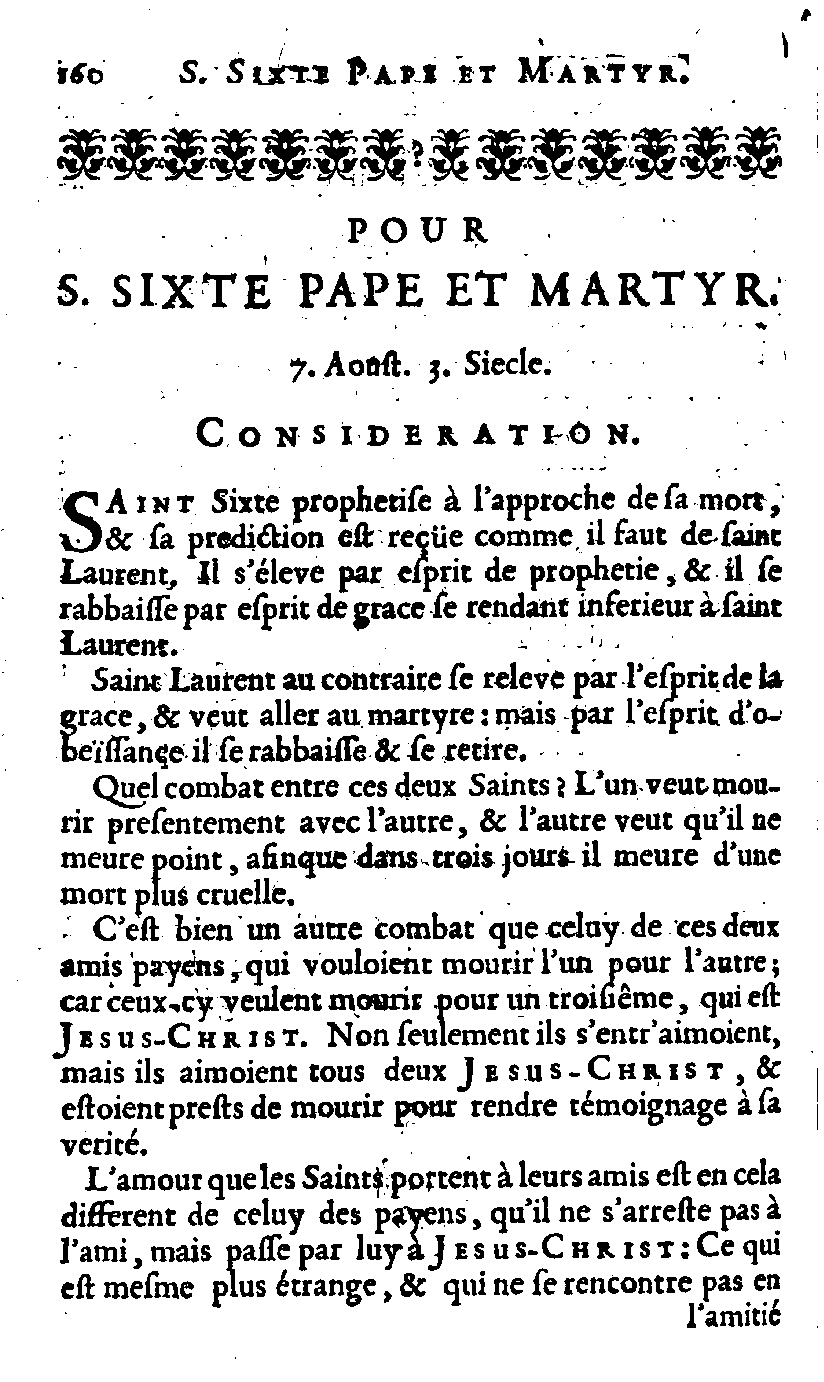 160 S. SIXTE PAPE ET MARTYR.
POUR
S. SIXTE PAPE ET MARTYR.
7. Aoust. 3. Siecle.
CONSIDERATION.
SAINT Sixte prophetiſe à l'approche de ſa mort,
& ſa prediction eſt reçüe comme il faut de ſaint
Laurent, Il s'éleve par eſprit de prophetie, & il ſe
rabbaiſſe par eſprit de grace ſe rendant inferieur à ſaint
Laurent.
Saint Laurent au contraire ſe releve par l'eſprit de la
grace, & veut aller au martyre : mais par l'eſprit d'o-
beïſſance il ſe rabbaiſſe & ſe retire.
Quel combat entre ces deux Saints ? L'un veut mou-
rir preſentement avec l'autre, & l'autre veut qu'il ne
meure point, afinque dans trois jours il meure d'une
mort plus cruelle.
C'eſt bien un autre combat que celuy de ces deux
amis payens, qui vouloient mourir l'un pour l'autre;
car ceux-cy veulent mourir pour un troiſiême, qui eſt
JESUS-CHRIST. Non ſeulement ils s'entr'aimoient,
mais ils aimoient tous deux JESUS-CHRIST, &
eſtoient preſts de mourir pour rendre témoignage à ſa
verité.
L'amour que les Saints portent à leurs amis eſt en cela
different de celuy des payens, qu'il ne s'arreſte pas à
l'ami, mais paſſe par luy à JESUS-CHRIST : Ce qui
eſt meſme plus étrange, & qui ne ſe rencontre pas en
l'amitié